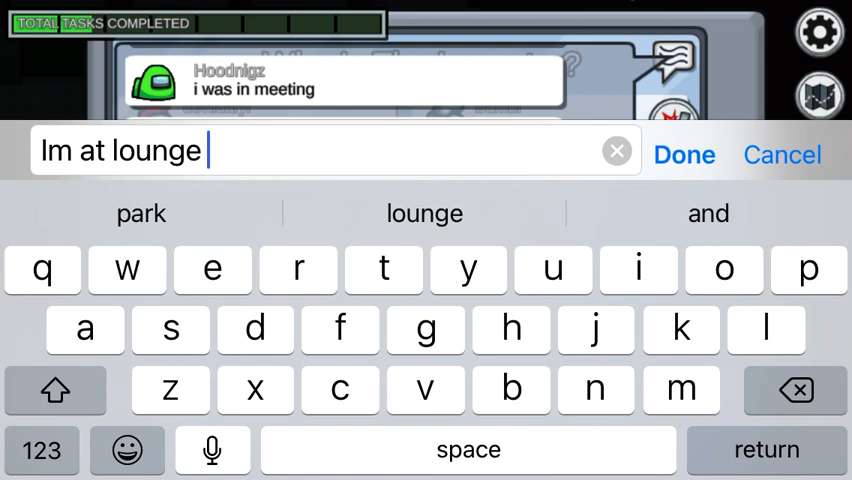 TOTAL TASKS COMPLETED
Hoodnigz
i was in meeting
Im at lounge
Done
Cancel
park
lounge
and
q w e r t y u i o p
a s d f g h j k l
z x c v b n m
123
space
return